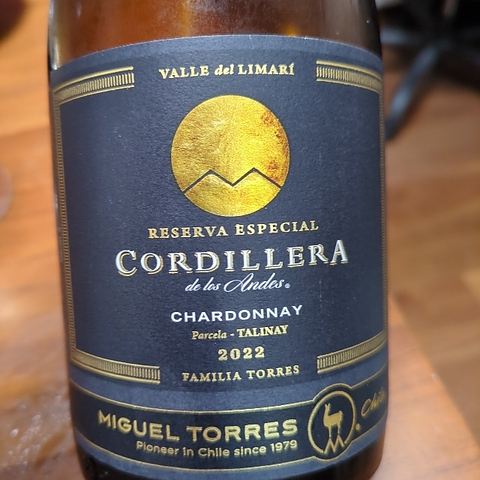 VALLE del LIMARÍ
RESERVA ESPECIAL
CORDILLERA
de los Andes®
CHARDONNAY
Parcela - TALINAY
2022
FAMILIA TORRES
MIGUEL TORRES
Chile
Pioneer in Chile since 1979